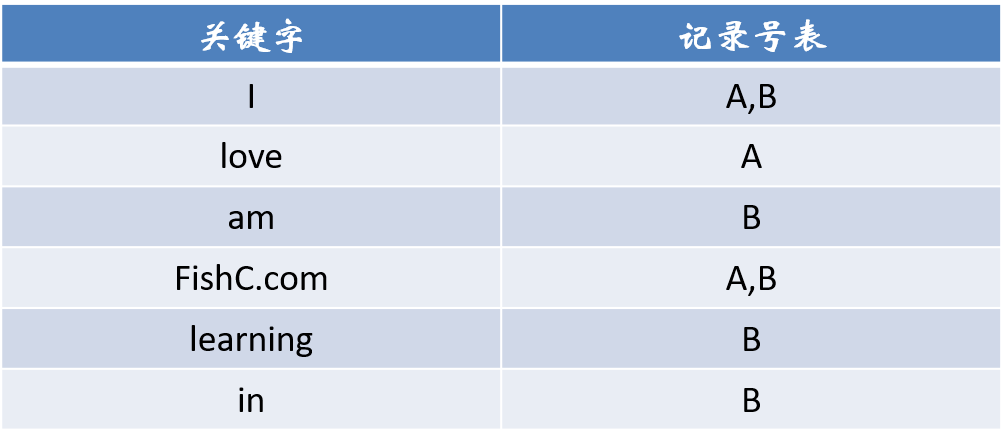 关键字 记录号表
I A,B
love A
am B
FishC.com A,B
learning B
in B